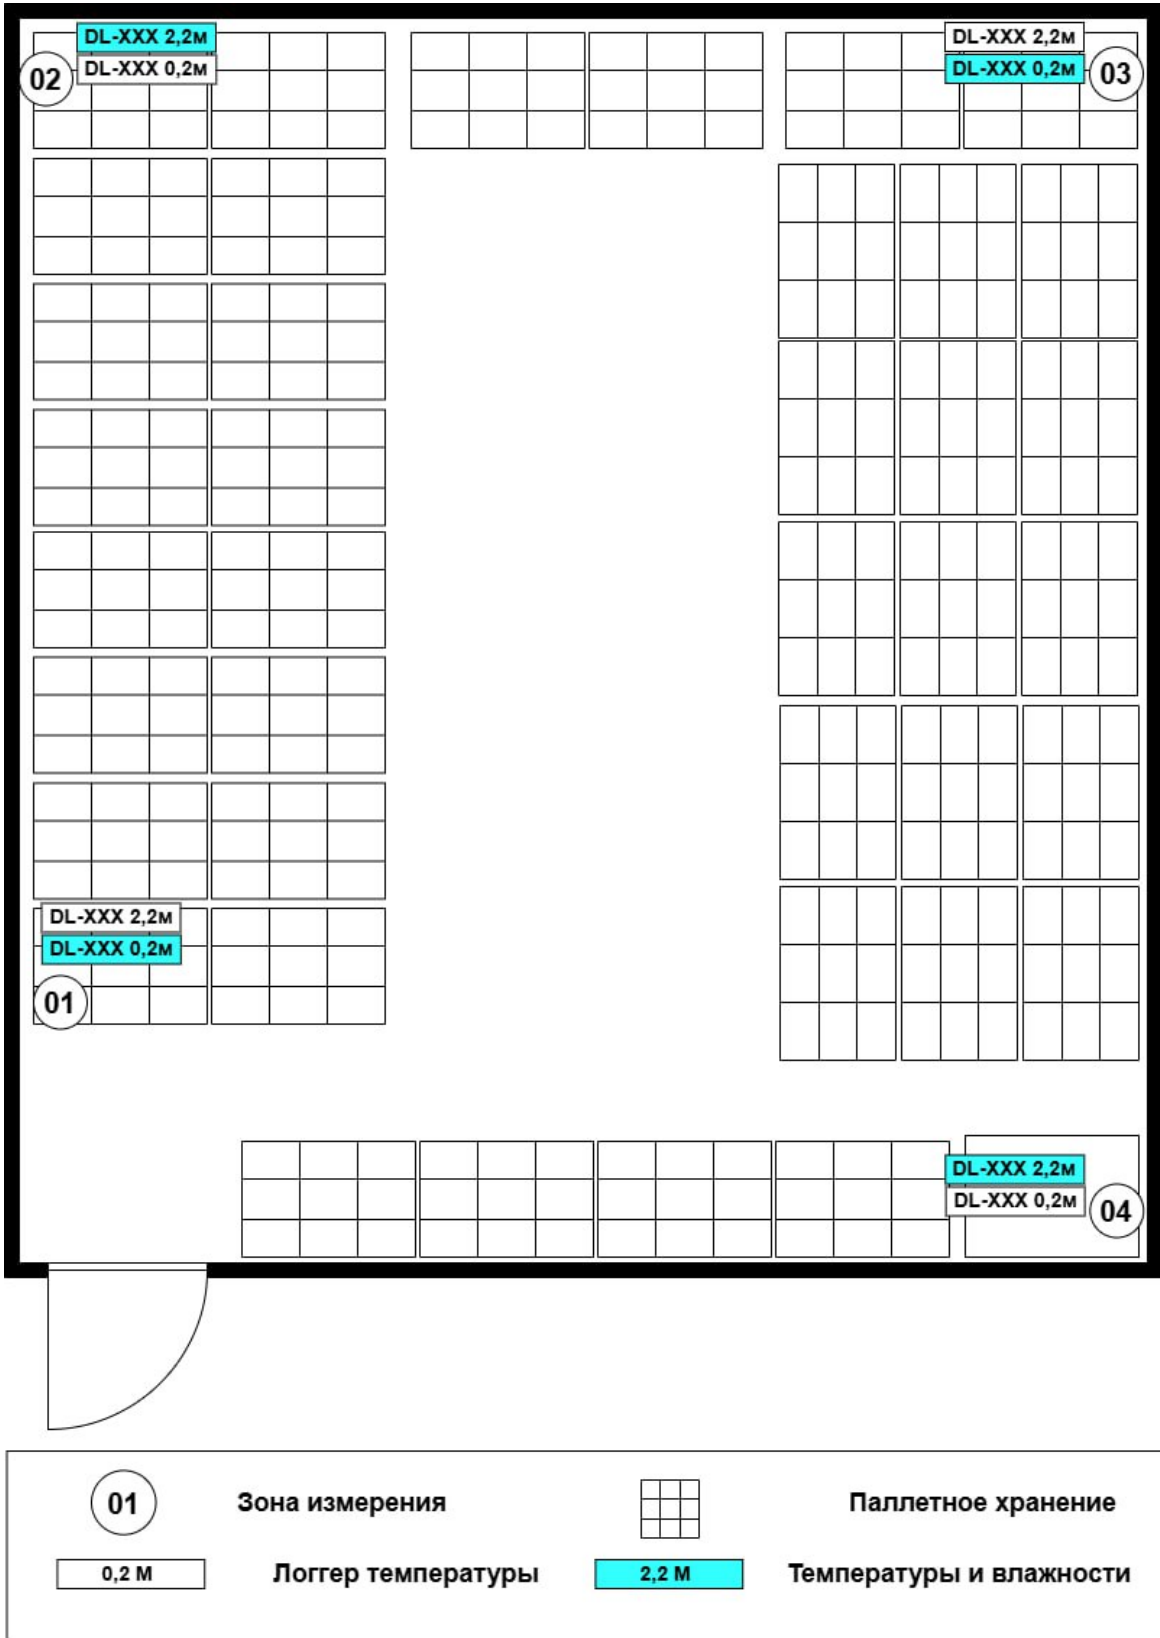 DL-XXX 2,2м
DL-XXX 0,2м
02
DL-XXX 2,2м
DL-XXX 0,2м
03
DL-XXX 2,2м
DL-XXX 0,2м
01
DL-XXX 2,2м
DL-XXX 0,2м
04
01 Зона измерения
Паллетное хранение
0,2 М Логгер температуры
2,2 М Температуры и влажности